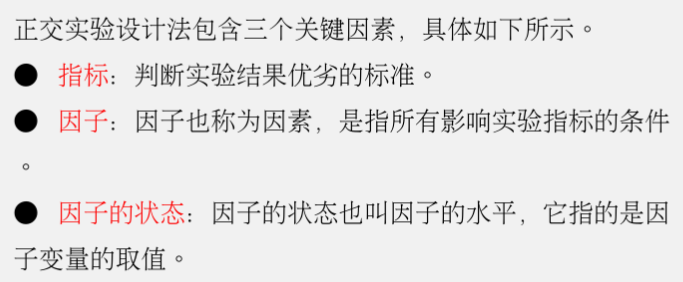 正交实验设计法包含三个关键因素，具体如下所示。
● 指标：判断实验结果优劣的标准。
● 因子：因子也称为因素，是指所有影响实验指标的条件
。
● 因子的状态：因子的状态也叫因子的水平，它指的是因
子变量的取值。